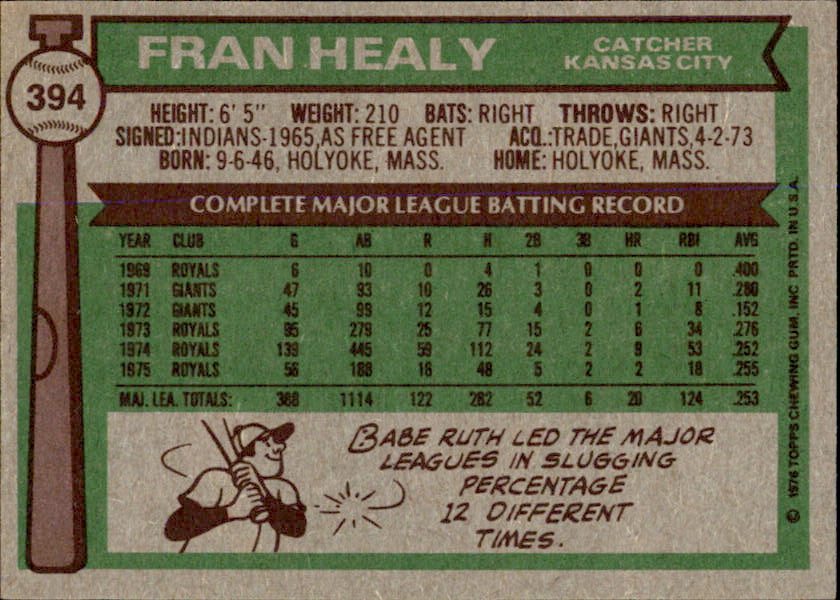 394
FRAN HEALY
CATCHER
KANSAS CITY
HEIGHT: 6' 5" WEIGHT: 210 BATS: RIGHT THROWS: RIGHT
SIGNED:INDIANS-1965,AS FREE AGENT ACQ.:TRADE,GIANTS,4-2-73
BORN: 9-6-46, HOLYOKE, MASS. HOME: HOLYOKE, MASS.
COMPLETE MAJOR LEAGUE BATTING RECORD
YEAR CLUB G AB R H 2B 3B HR RBI AVG
1969 ROYALS 6 10 0 4 1 0 0 0 .400
1971 GIANTS 47 93 10 26 3 0 2 11 .280
1972 GIANTS 45 99 12 15 4 0 1 8 .152
1973 ROYALS 95 279 25 77 15 2 6 34 .276
1974 ROYALS 139 445 59 112 24 2 9 53 .252
1975 ROYALS 56 188 16 48 5 2 2 18 .255
MAJ. LEA. TOTALS: 388 1114 122 282 52 6 20 124 .253
BABE RUTH LED THE MAJOR
LEAGUES IN SLUGGING
PERCENTAGE
12 DIFFERENT
TIMES.
© 1976 TOPPS CHEWING GUM, INC. PRTD. IN U.S.A.